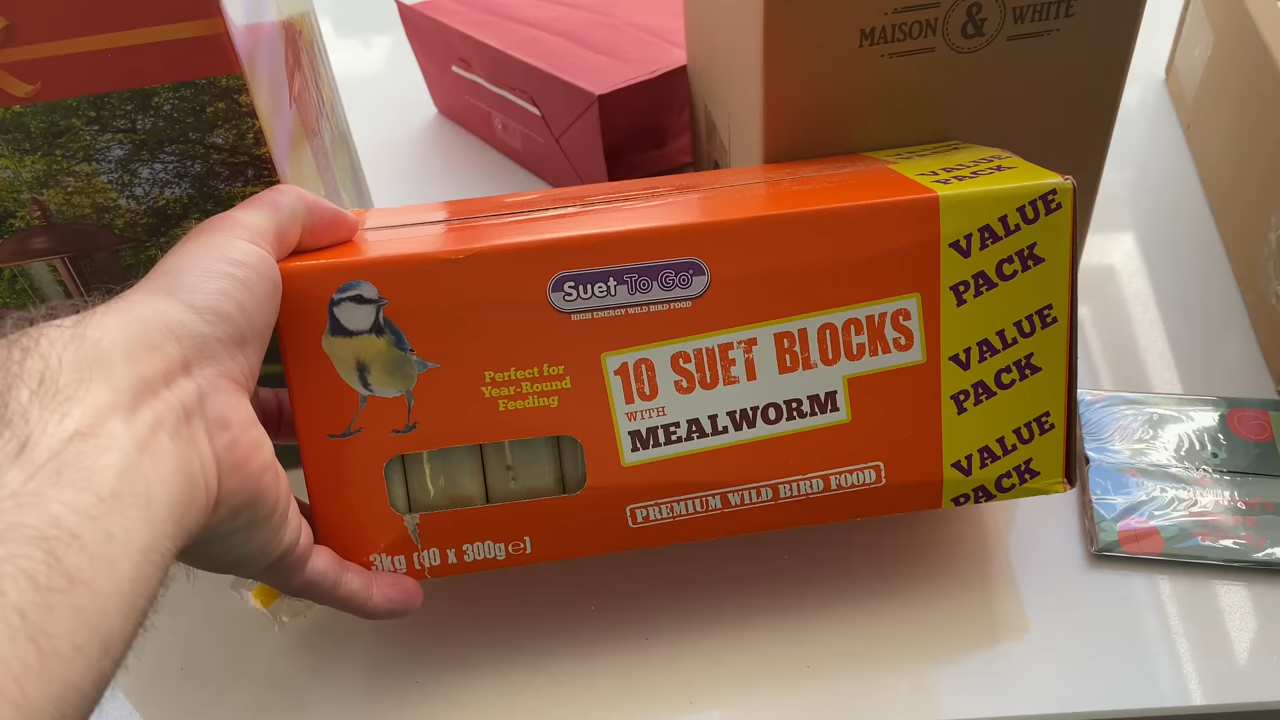 MAISON & WHITE
VALUE
PACK
VALUE
PACK
VALUE
PACK
VALUE
PACK
Suet To Go
HIGH ENERGY WILD BIRD FOOD
Perfect for
Year-Round
Feeding
10 SUET BLOCKS
WITH
MEALWORM
PREMIUM WILD BIRD FOOD
3kg (10 x 300g e)